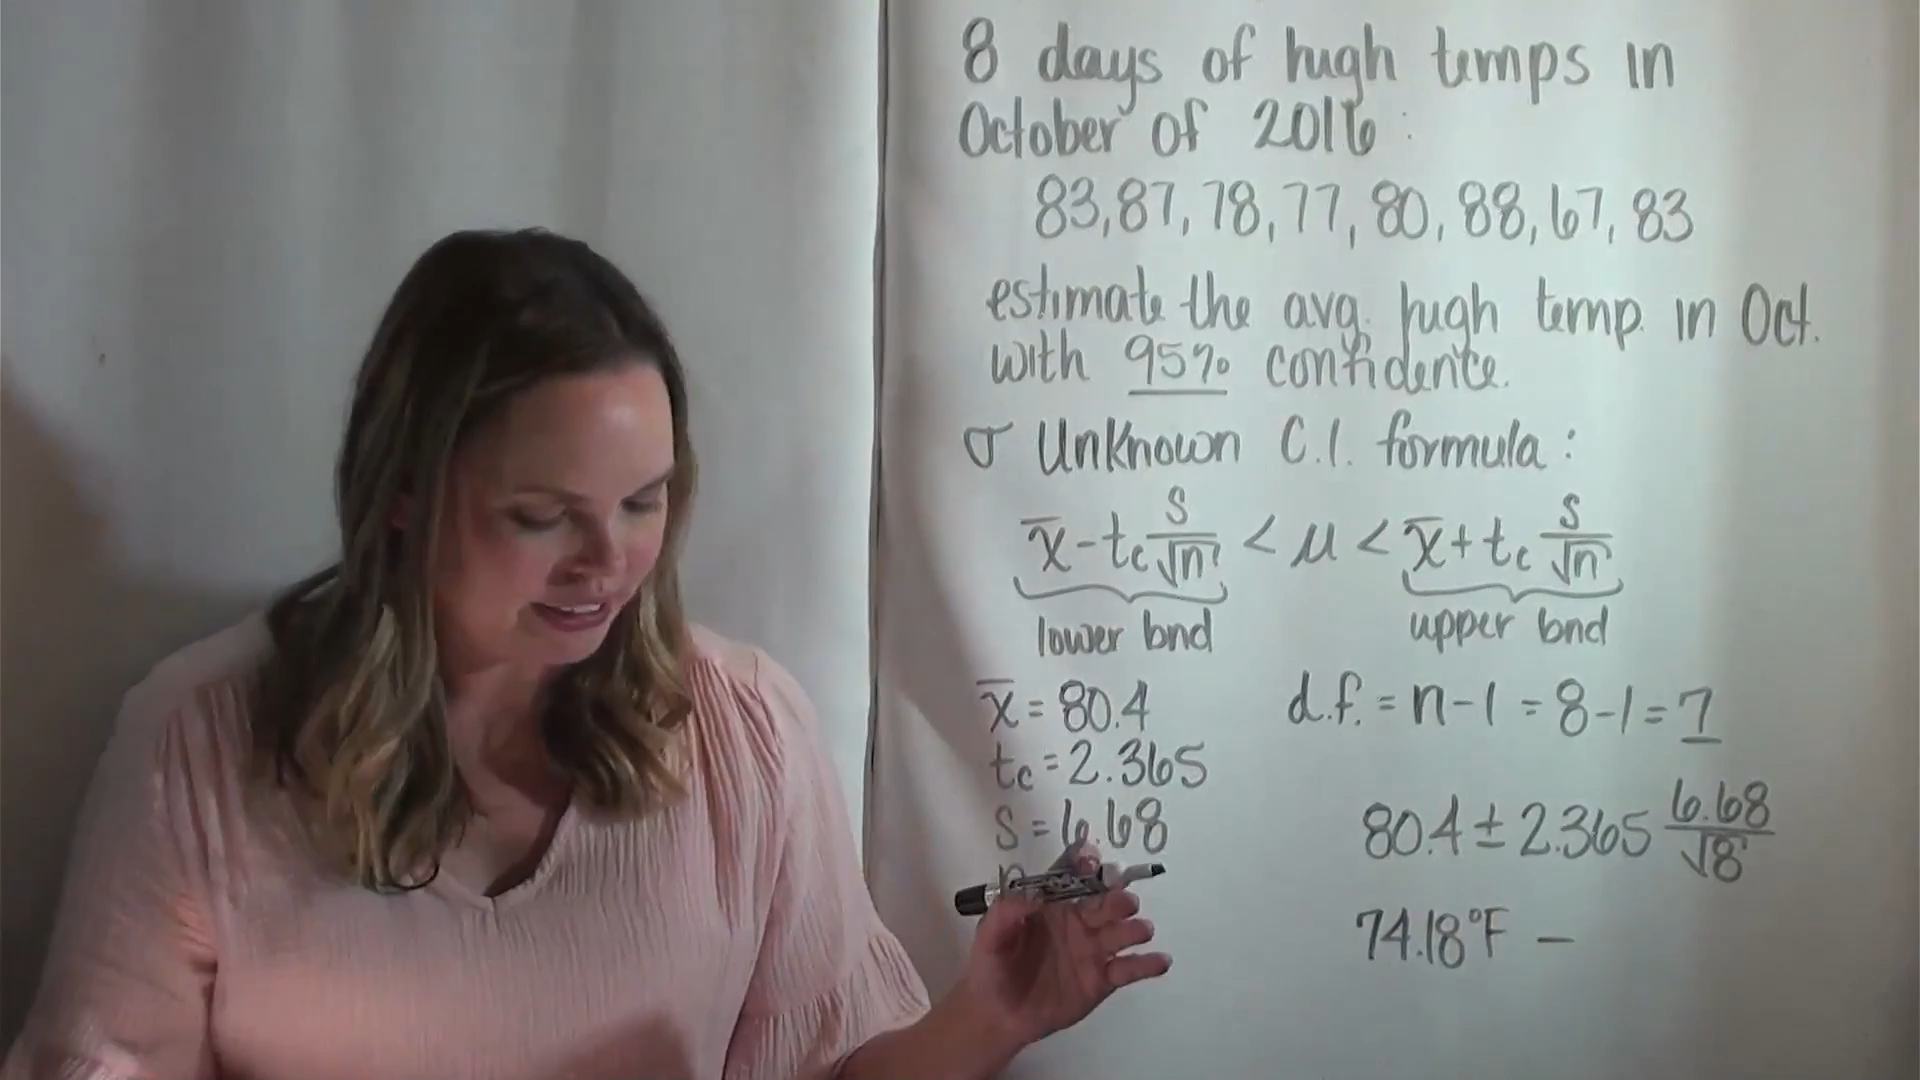 8 days of high temps in
October of 2016:
83, 87, 78, 77, 80, 88, 67, 83
estimate the avg. high temp. in Oct.
with 95% confidence.
σ Unknown C.I. formula:
x̄ - tc s/√n < μ < x̄ + tc s/√n
lower bnd upper bnd
x̄ = 80.4 d.f. = n-1 = 8-1 = 7
tc = 2.365
s = 6.68 80.4 ± 2.365 6.68/√8
n
74.18°F –